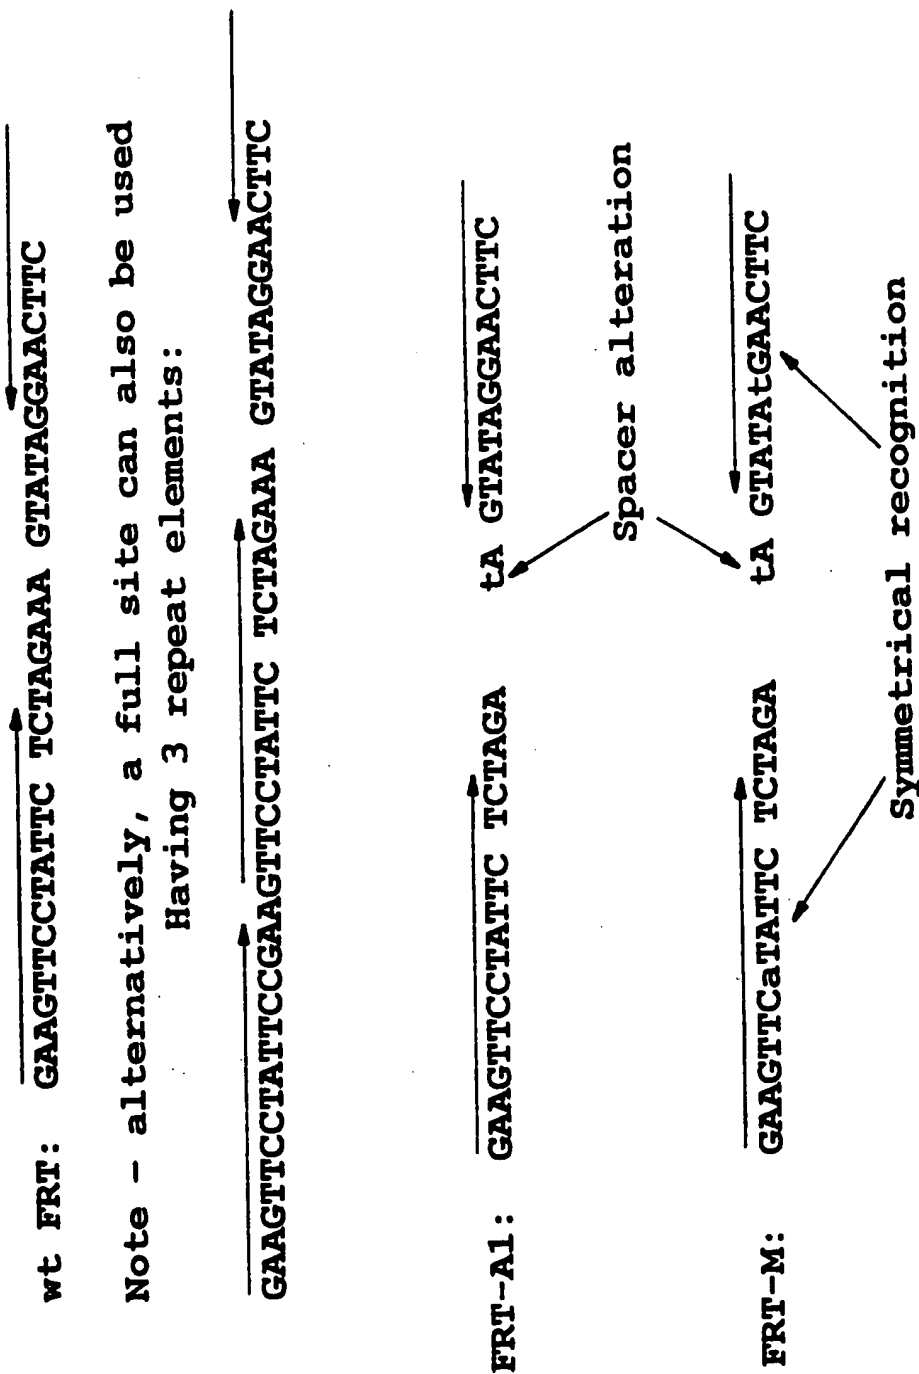 wt FRT: GAAGTTCCTATTC TCTAGAAA GTATAGGAACTTC
Note - alternatively, a full site can also be used
Having 3 repeat elements:
GAAGTTCCTATTCCGAAGTTCCTATTC TCTAGAAA GTATAGGAACTTC
FRT-A1: GAAGTTCCTATTC TCTAGA tA GTATAGGAACTTC
Spacer alteration
FRT-M: GAAGTTCaTATTC TCTAGA tA GTATAtGAACTTC
Symmetrical recognition